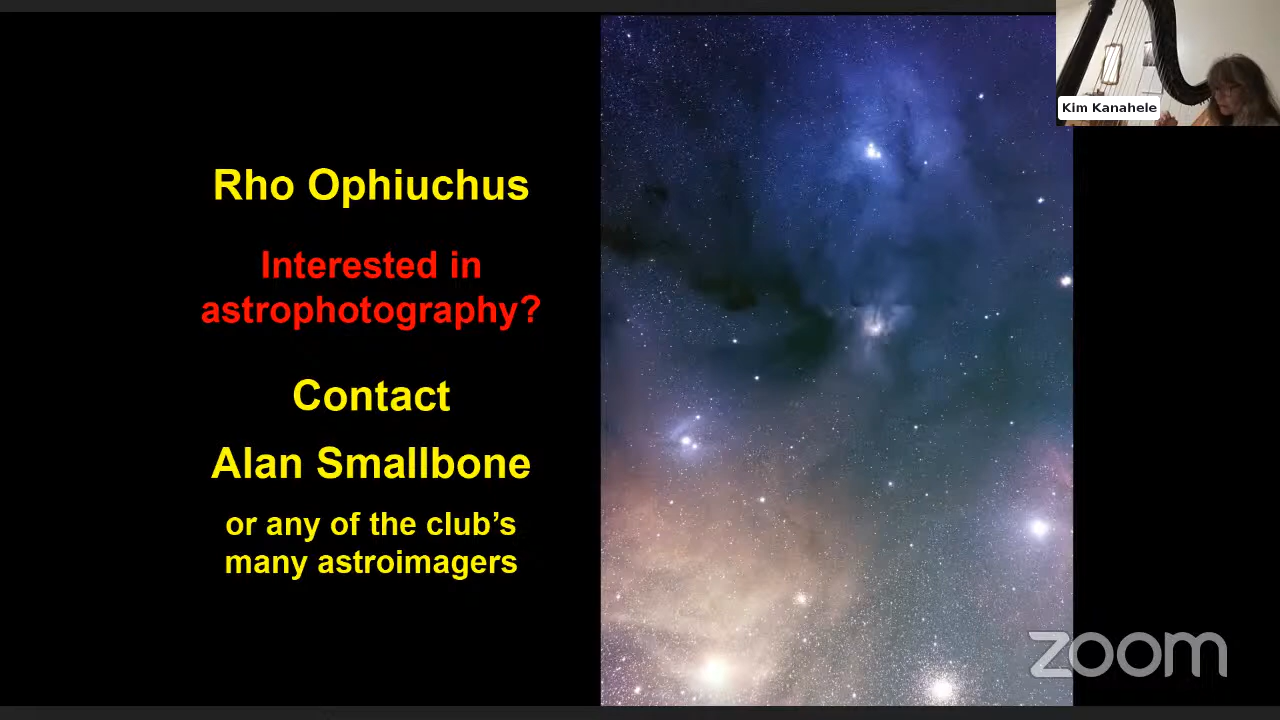 Rho Ophiuchus
Interested in
astrophotography?
Contact
Alan Smallbone
or any of the club’s
many astroimagers
Kim Kanahele
zoom